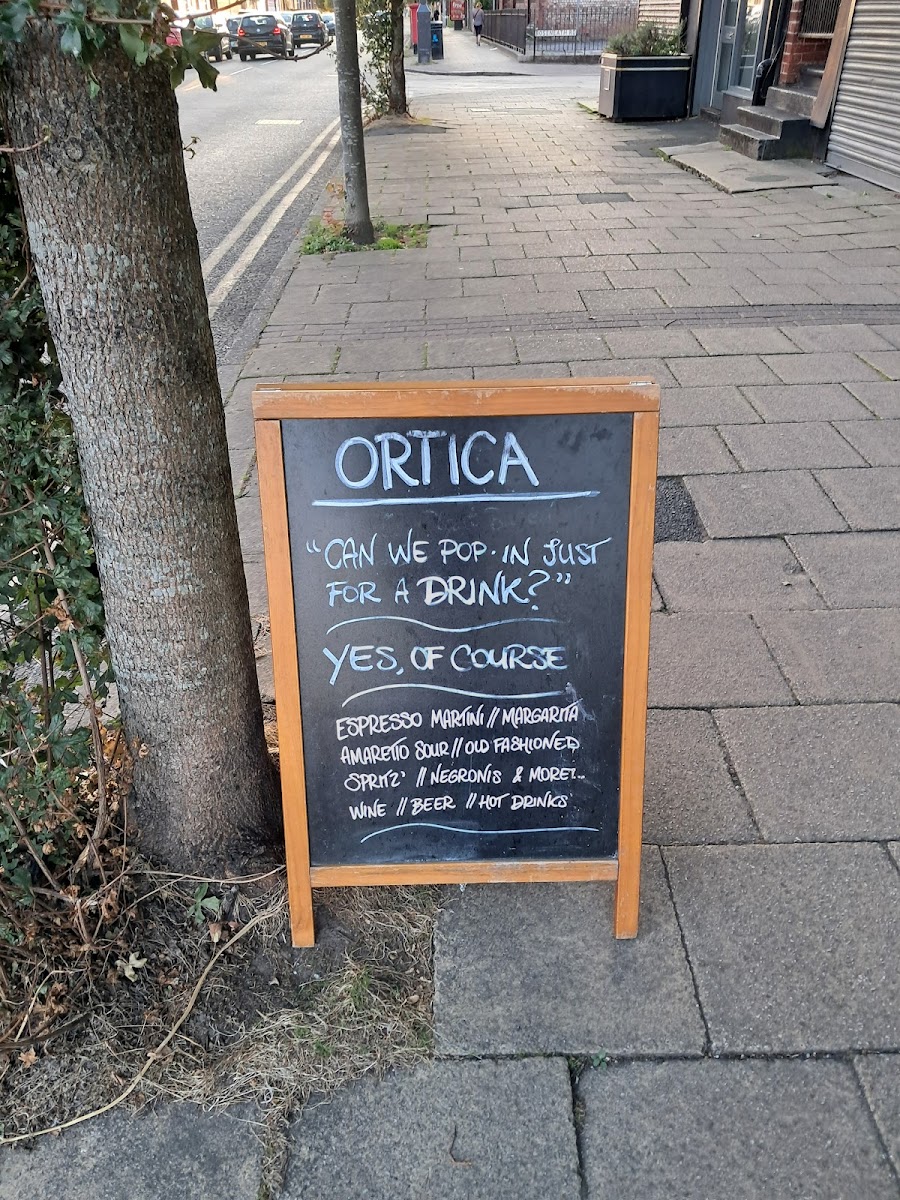 ORTICA
"CAN WE POP·IN JUST
FOR A DRINK?"
YES, OF COURSE
ESPRESSO MARTINI // MARGARITA
AMARETTO SOUR // OLD FASHIONED
SPRITZ' // NEGRONIS & MORE...
WINE // BEER // HOT DRINKS